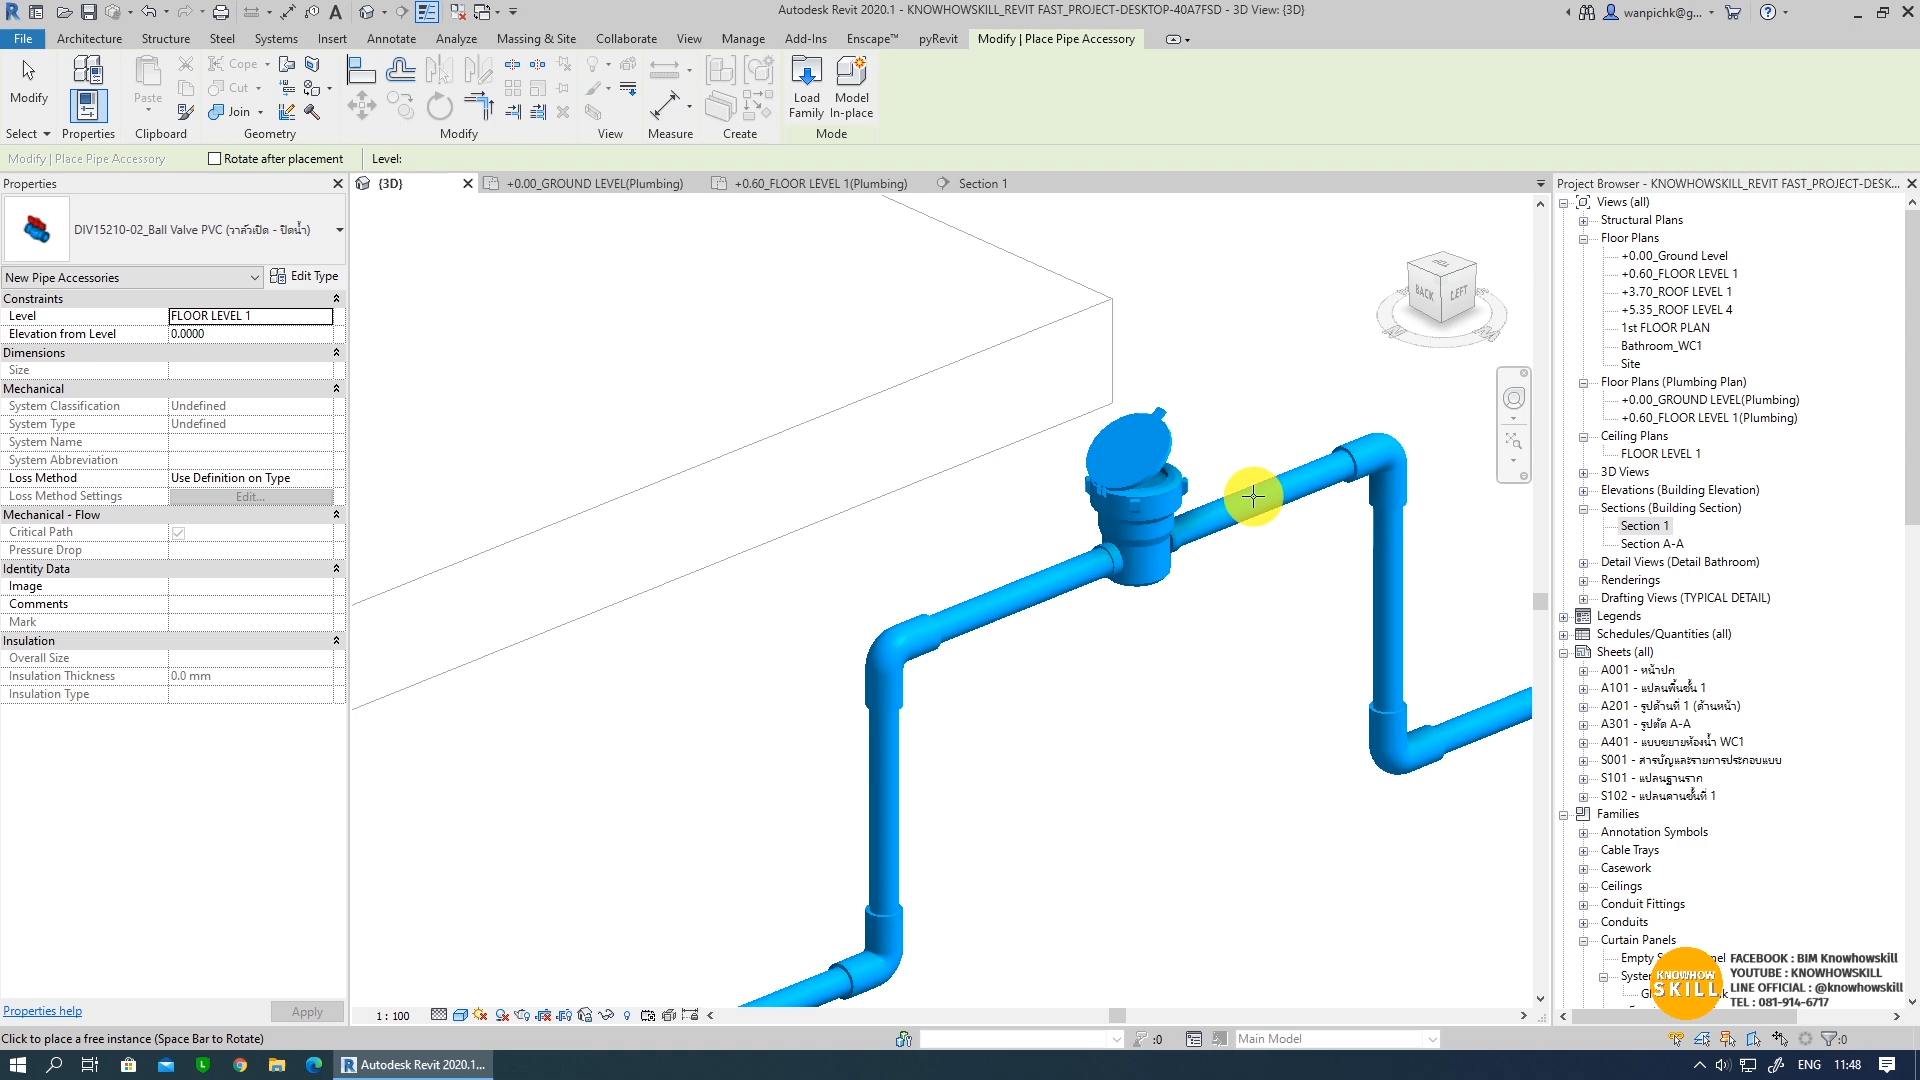 Autodesk Revit 2020.1 - KNOWHOWSKILL_REVIT FAST_PROJECT-DESKTOP-40A7FSD - 3D View: {3D}
wanpichk@g...
File Architecture Structure Steel Systems Insert Annotate Analyze Massing & Site Collaborate View Manage Add-Ins Enscape™ pyRevit Modify | Place Pipe Accessory
Modify
Paste
Cope
Cut
Join
Load Family
Model In-place
Select Properties Clipboard Geometry Modify View Measure Create Mode
Modify | Place Pipe Accessory
Rotate after placement
Level:
Properties
{3D}
+0.00_GROUND LEVEL(Plumbing)
+0.60_FLOOR LEVEL 1(Plumbing)
Section 1
DIV15210-02_Ball Valve PVC (วาล์วเปิด - ปิดน้ำ)
New Pipe Accessories
Edit Type
Constraints
Level FLOOR LEVEL 1
Elevation from Level 0.0000
Dimensions
Size
Mechanical
System Classification Undefined
System Type Undefined
System Name
System Abbreviation
Loss Method Use Definition on Type
Loss Method Settings Edit...
Mechanical - Flow
Critical Path
Pressure Drop
Identity Data
Image
Comments
Mark
Insulation
Overall Size
Insulation Thickness 0.0 mm
Insulation Type
Properties help
Apply
BACK
LEFT
1 : 100
Project Browser - KNOWHOWSKILL_REVIT FAST_PROJECT-DESK...
Views (all)
Structural Plans
Floor Plans
+0.00_Ground Level
+0.60_FLOOR LEVEL 1
+3.70_ROOF LEVEL 1
+5.35_ROOF LEVEL 4
1st FLOOR PLAN
Bathroom_WC1
Site
Floor Plans (Plumbing Plan)
+0.00_GROUND LEVEL(Plumbing)
+0.60_FLOOR LEVEL 1(Plumbing)
Ceiling Plans
FLOOR LEVEL 1
3D Views
Elevations (Building Elevation)
Sections (Building Section)
Section 1
Section A-A
Detail Views (Detail Bathroom)
Renderings
Drafting Views (TYPICAL DETAIL)
Legends
Schedules/Quantities (all)
Sheets (all)
A001 - หน้าปก
A101 - แปลนพื้นชั้น 1
A201 - รูปด้านที่ 1 (ด้านหน้า)
A301 - รูปตัด A-A
A401 - แบบขยายห้องน้ำ WC1
S001 - สารบัญและรายการประกอบแบบ
S101 - แปลนฐานราก
S102 - แปลนคานชั้นที่ 1
Families
Annotation Symbols
Cable Trays
Casework
Ceilings
Conduit Fittings
Conduits
Curtain Panels
KNOWHOW
SKILL
FACEBOOK : BIM Knowhowskill
YOUTUBE : KNOWHOWSKILL
LINE OFFICIAL : @knowhowskill
TEL : 081-914-6717
Click to place a free instance (Space Bar to Rotate)
:0
Main Model
:0
Autodesk Revit 2020.1...
ENG
11:48